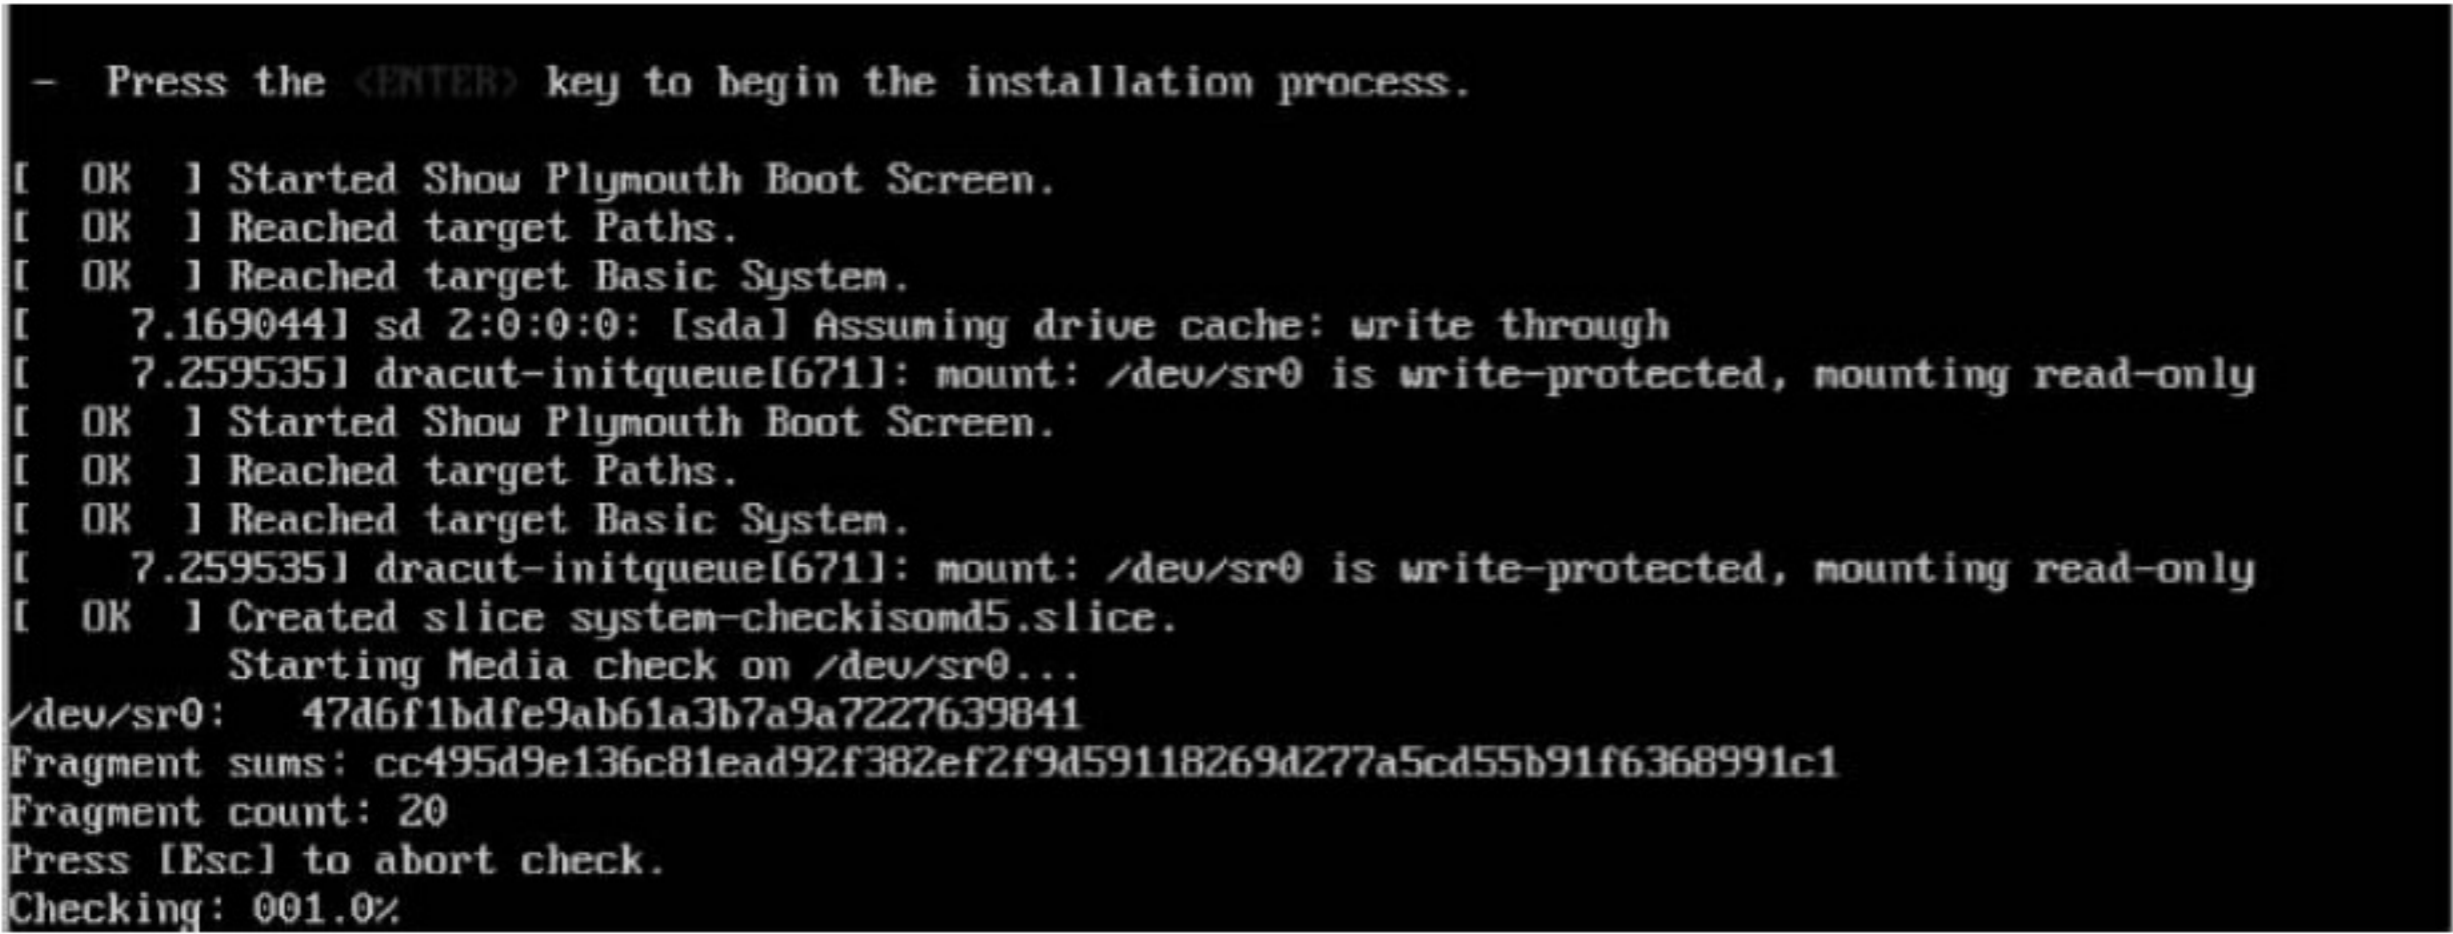 - Press the <ENTER> key to begin the installation process.
[ OK ] Started Show Plymouth Boot Screen.
[ OK ] Reached target Paths.
[ OK ] Reached target Basic System.
[ 7.169044] sd 2:0:0:0: [sda] Assuming drive cache: write through
[ 7.259535] dracut-initqueue[671]: mount: /dev/sr0 is write-protected, mounting read-only
[ OK ] Started Show Plymouth Boot Screen.
[ OK ] Reached target Paths.
[ OK ] Reached target Basic System.
[ 7.259535] dracut-initqueue[671]: mount: /dev/sr0 is write-protected, mounting read-only
[ OK ] Created slice system-checkisomd5.slice.
Starting Media check on /dev/sr0...
/dev/sr0: 47d6f1bdfe9ab61a3b7a9a7227639841
Fragment sums: cc495d9e136c81ead92f382ef2f9d59118269d277a5cd55b91f6368991c1
Fragment count: 20
Press [Esc] to abort check.
Checking: 001.0%